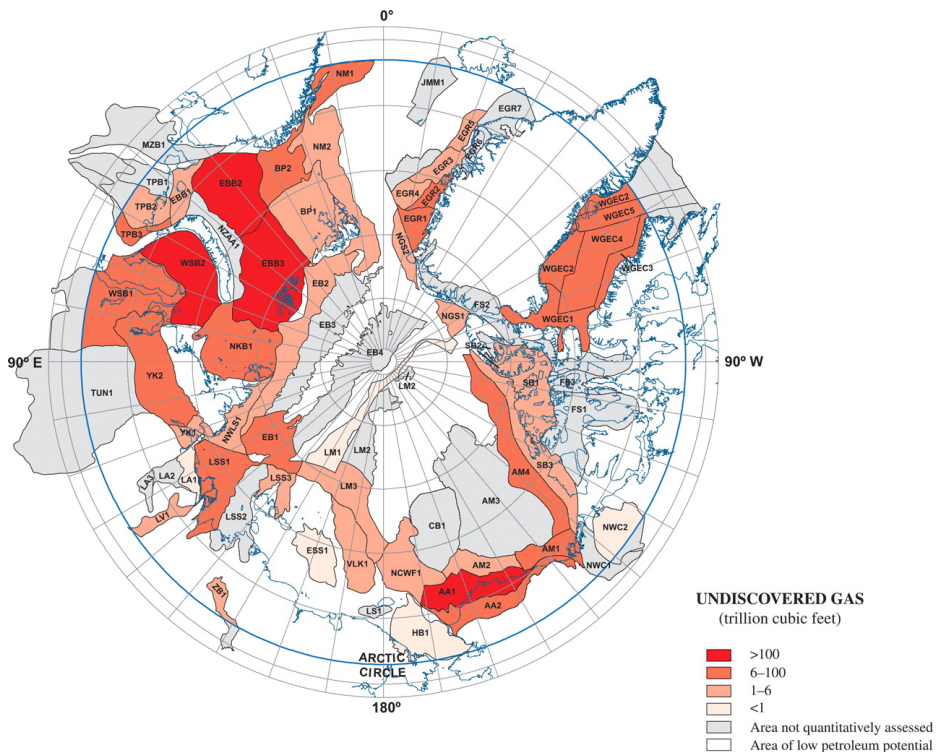 0º
NM1
JMM1
EGR7
MZB1
EGR5
EGR6
NM2
EBB2
BP2
EGR3
TPB1
EBB1
EGR4
EGR2
TPB2
BP1
EGR1
WGEC2
WGEC5
TPB3
NZAA1
NGS2
WGEC4
WSB2
EBB3
WGEC2
WGEC3
WSB1
EB2
FS2
NGS1
WGEC1
EB3
NKB1
EB4
SB2
90º E
90º W
YK2
LM2
SB1
FS3
TUN1
FS1
YK1
NWLS1
EB1
LSS1
LM1
LM2
SB3
LA3
LA2
LA1
LSS3
LM3
AM4
AM3
LV1
LSS2
CB1
NWC2
ESS1
VLK1
NCWF1
AM2
AM1
NWC1
ZB1
AA1
AA2
LS1
HB1
ARCTIC
CIRCLE
180º
UNDISCOVERED GAS
(trillion cubic feet)
>100
6–100
1–6
<1
Area not quantitatively assessed
Area of low petroleum potential